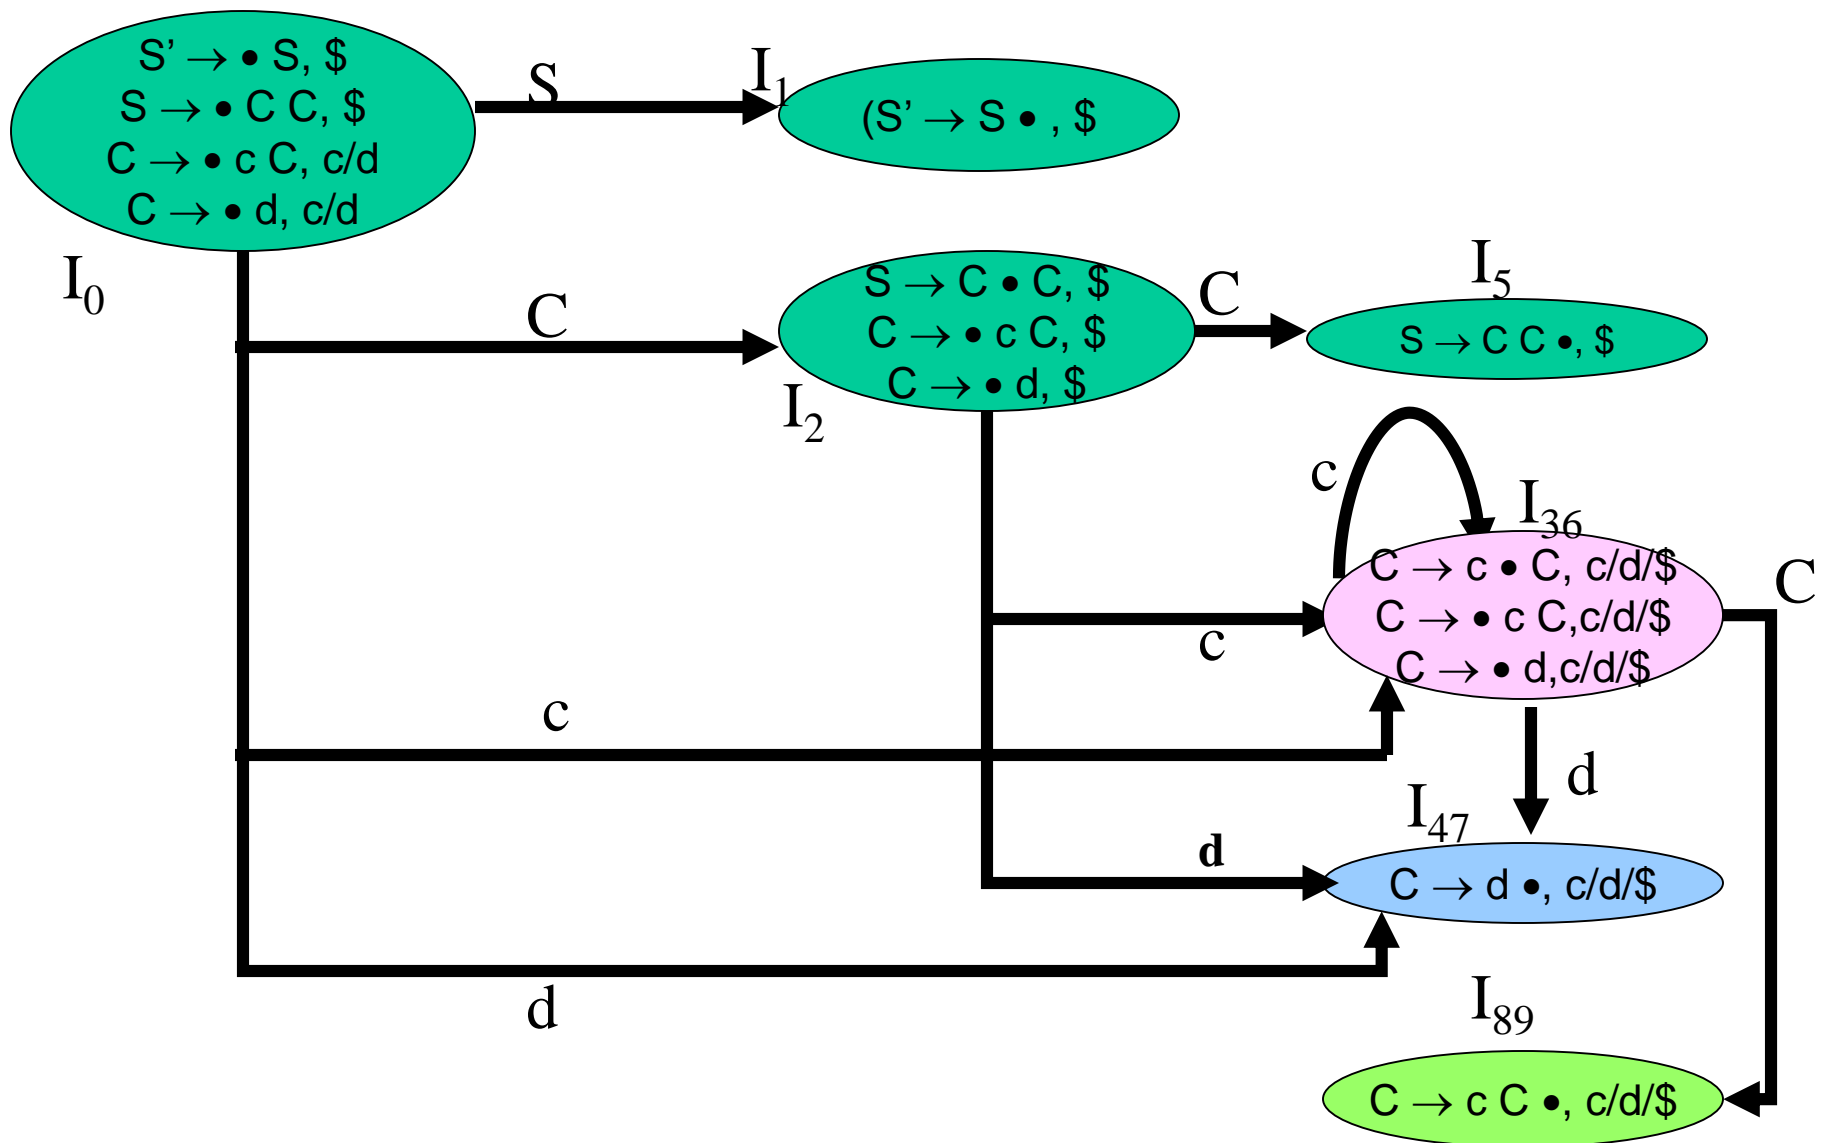 S’ → • S, $
S → • C C, $
C → • c C, c/d
C → • d, c/d
I0
S
I1
(S’ → S • , $
C
S → C • C, $
C → • c C, $
C → • d, $
I2
C
I5
S → C C •, $
c
I36
C → c • C, c/d/$
C → • c C,c/d/$
C → • d,c/d/$
C
c
c
d
I47
d
C → d •, c/d/$
d
I89
C → c C •, c/d/$